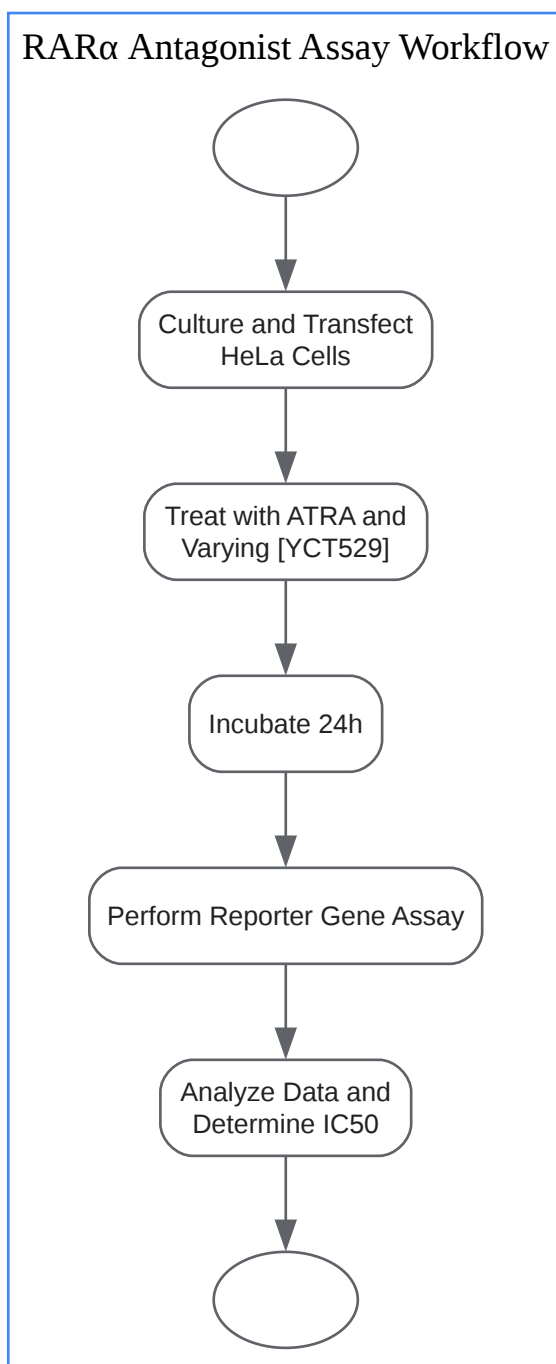 RARα Antagonist Assay Workflow
Culture and Transfect
HeLa Cells
Treat with ATRA and
Varying [YCT529]
Incubate 24h
Perform Reporter Gene Assay
Analyze Data and
Determine IC50